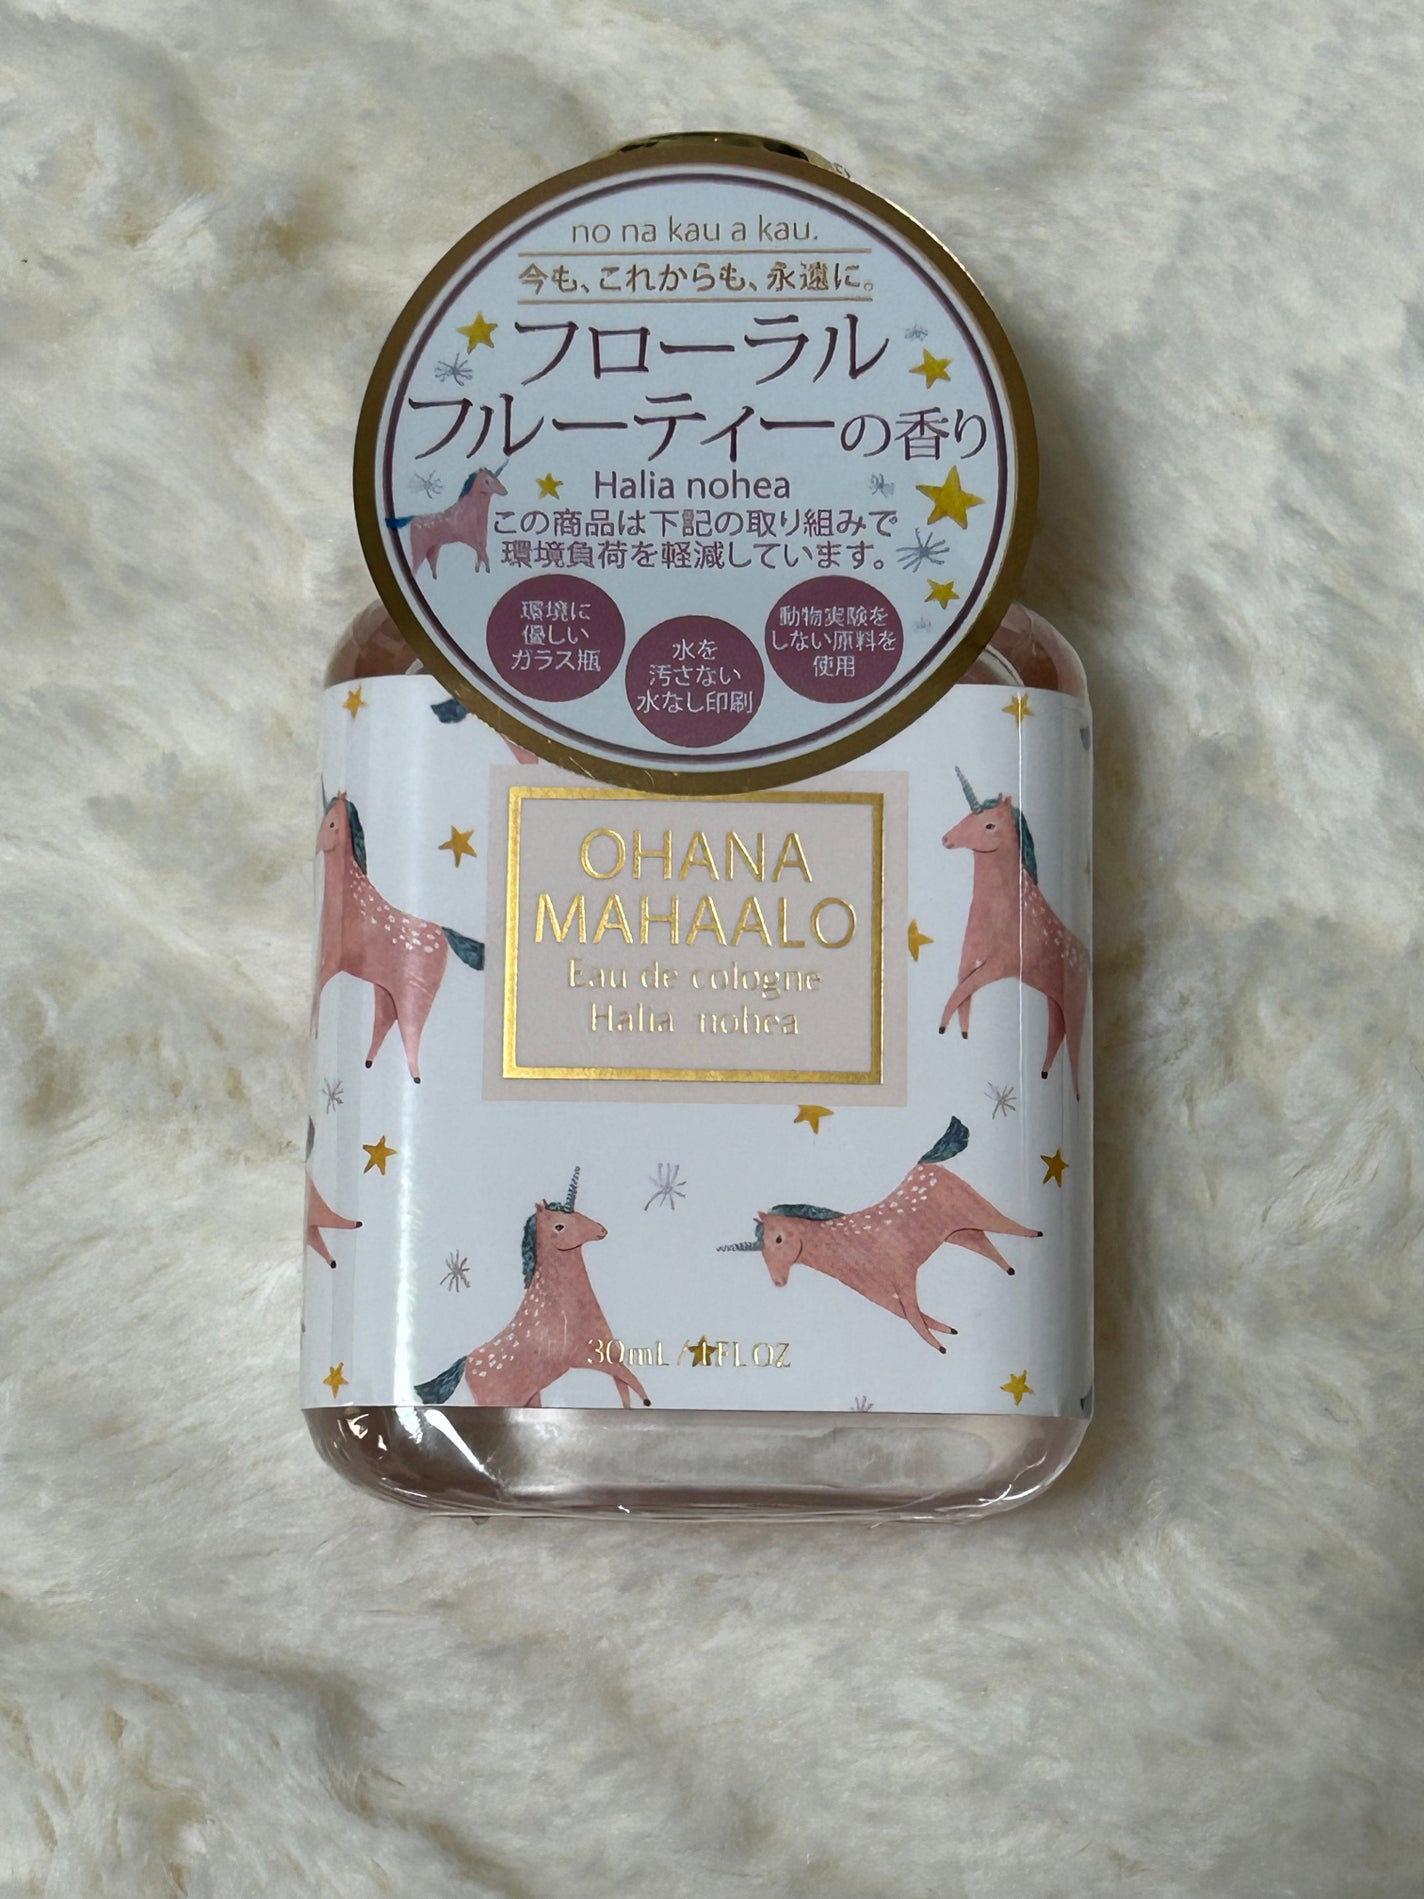 no na kau a kau.
今も、これからも、永遠に。
フローラル
フルーティーの香り
Halia nohea
この商品は下記の取り組みで
環境負荷を軽減しています。
環境に
優しい
ガラス瓶
水を
汚さない
水なし印刷
動物実験を
しない原料を
使用
OHANA
MAHAALO
Eau de cologne
Halia nohea
30mL / 1FL OZ